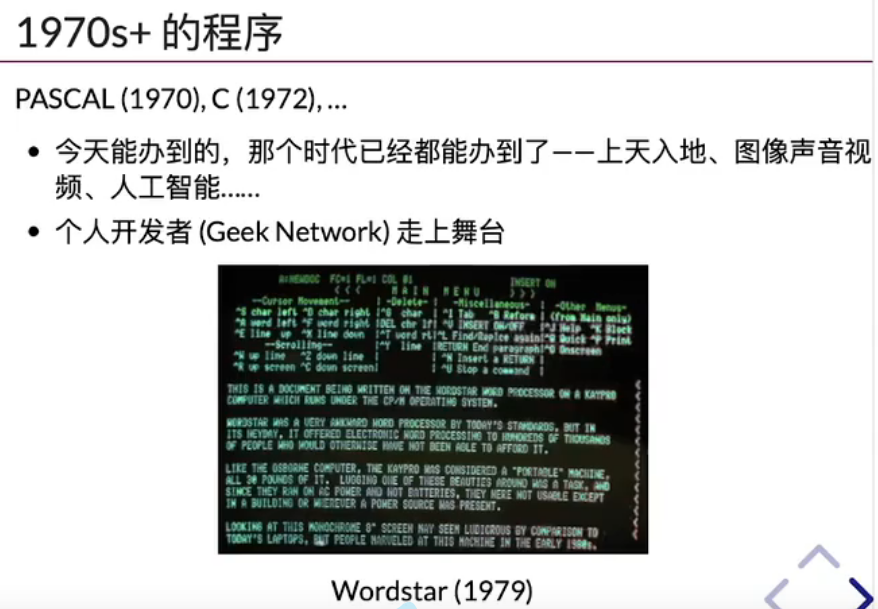 1970s+ 的程序
PASCAL (1970), C (1972), ...
今天能办到的，那个时代已经都能办到了——上天入地、图像声音视
频、人工智能……
个人开发者 (Geek Network) 走上舞台
A:NEWDOC FC=1 FL=1 COL 01 INSERT ON
< < < M A I N M E N U > > >
--Cursor Movement-- | -Delete- | -Miscellaneous- | -Other Menus-
^S char left ^D char right |^G char | ^I Tab ^B Reform | (from Main only)
^A word left ^F word right |DEL chr lf| ^V INSERT ON/OFF |^J Help ^K Block
^E line up ^X line down |^T word rt|^L Find/Replce again|^Q Quick ^P Print
--Scrolling-- |^Y line |RETURN End paragraph|^O Onscreen
^W up line ^Z down line | | ^N Insert a RETURN |
^R up screen ^C down screen| | ^U Stop a command |
THIS IS A DOCUMENT BEING WRITTEN ON THE WORDSTAR WORD PROCESSOR ON A KAYPRO
COMPUTER WHICH RUNS UNDER THE CP/M OPERATING SYSTEM.
WORDSTAR WAS A VERY AWKWARD WORD PROCESSOR BY TODAY'S STANDARDS, BUT IN
ITS HEYDAY, IT OFFERED ELECTRONIC WORD PROCESSING TO HUNDREDS OF THOUSANDS
OF PEOPLE WHO WOULD OTHERWISE HAVE NOT BEEN ABLE TO AFFORD IT.
LIKE THE OSBORNE COMPUTER, THE KAYPRO WAS CONSIDERED A "PORTABLE" MACHINE,
ALL 30 POUNDS OF IT. LUGGING ONE OF THESE BEAUTIES AROUND WAS A TASK, AND
SINCE THEY RAN ON AC POWER AND NOT BATTERIES, THEY WERE NOT USABLE EXCEPT
IN A BUILDING OR WHEREVER A POWER SOURCE WAS PRESENT.
LOOKING AT THIS MONOCHROME 8" SCREEN MAY SEEM LUDICROUS BY COMPARISON TO
TODAY'S LAPTOPS, BUT PEOPLE MARVELED AT THIS MACHINE IN THE EARLY 1980s.
Wordstar (1979)